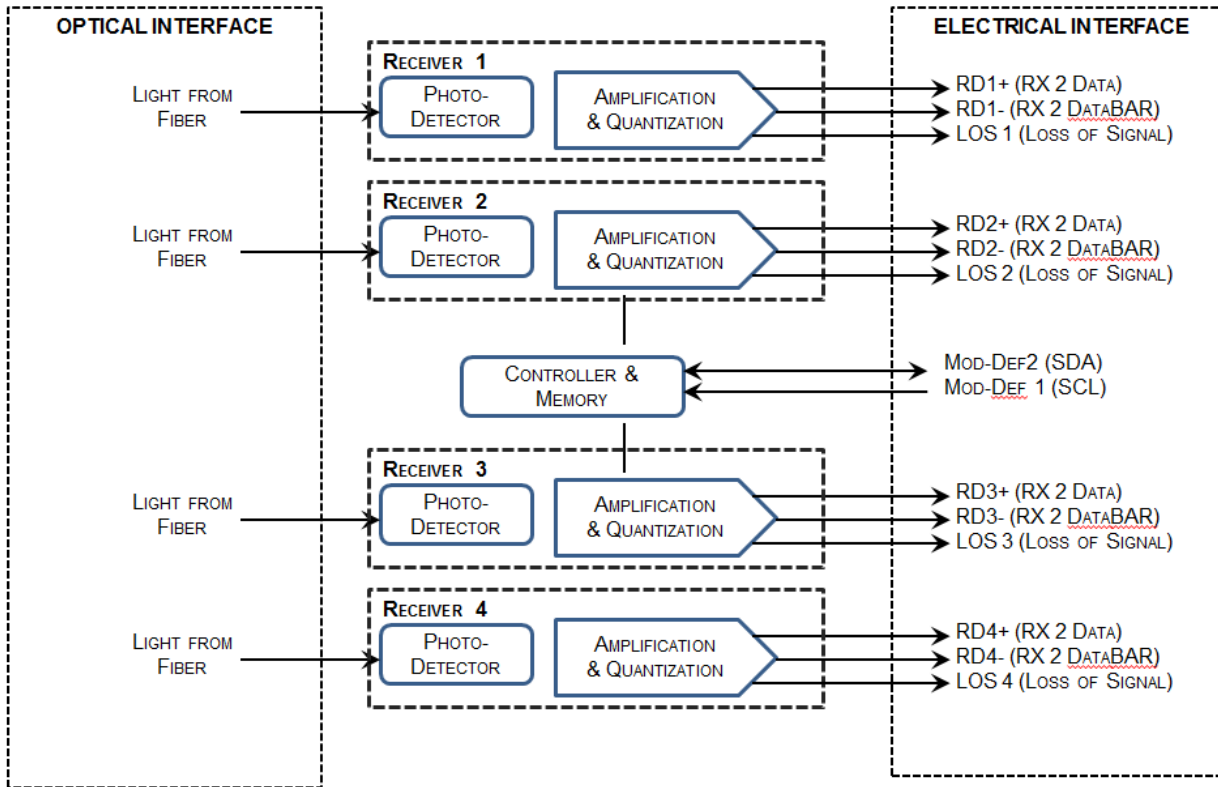 OPTICAL INTERFACE
ELECTRICAL INTERFACE
RECEIVER 1
LIGHT FROM
FIBER
PHOTO-
DETECTOR
AMPLIFICATION
& QUANTIZATION
RD1+ (RX 2 DATA)
RD1- (RX 2 DATABAR)
LOS 1 (LOSS OF SIGNAL)
RECEIVER 2
LIGHT FROM
FIBER
PHOTO-
DETECTOR
AMPLIFICATION
& QUANTIZATION
RD2+ (RX 2 DATA)
RD2- (RX 2 DATABAR)
LOS 2 (LOSS OF SIGNAL)
CONTROLLER &
MEMORY
MOD-DEF2 (SDA)
MOD-DEF 1 (SCL)
RECEIVER 3
LIGHT FROM
FIBER
PHOTO-
DETECTOR
AMPLIFICATION
& QUANTIZATION
RD3+ (RX 2 DATA)
RD3- (RX 2 DATABAR)
LOS 3 (LOSS OF SIGNAL)
RECEIVER 4
LIGHT FROM
FIBER
PHOTO-
DETECTOR
AMPLIFICATION
& QUANTIZATION
RD4+ (RX 2 DATA)
RD4- (RX 2 DATABAR)
LOS 4 (LOSS OF SIGNAL)